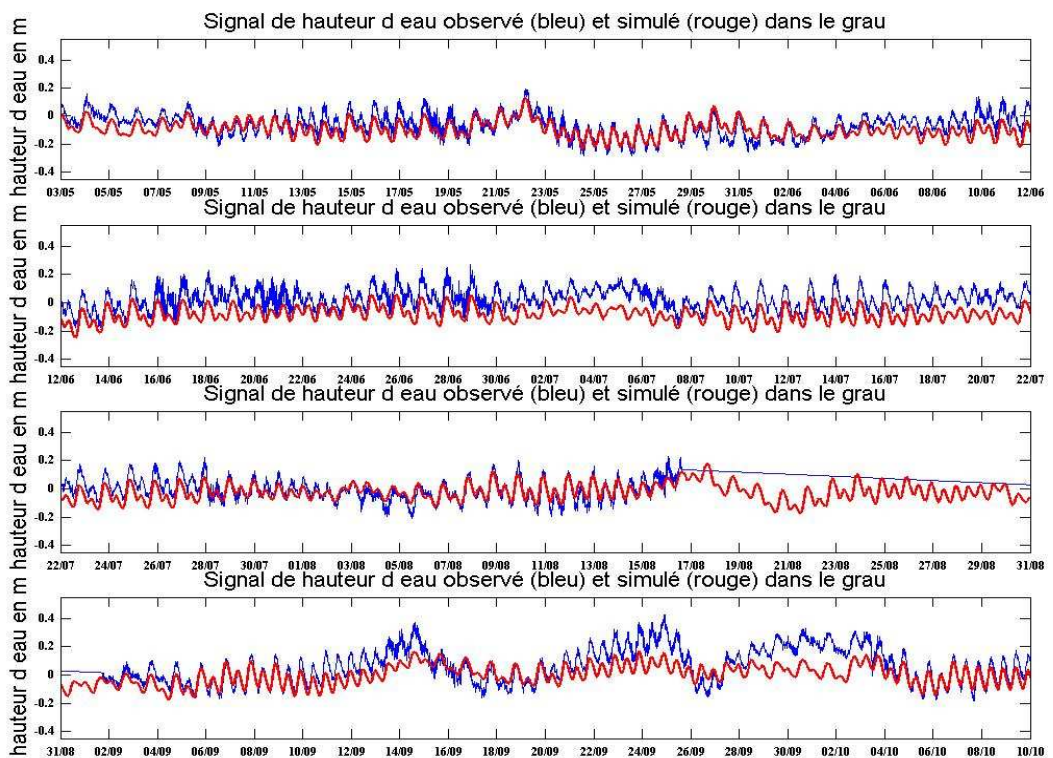 Signal de hauteur d eau observé (bleu) et simulé (rouge) dans le grau
hauteur d eau en m
0.4
0.2
0
-0.2
-0.4
03/05 05/05 07/05 09/05 11/05 13/05 15/05 17/05 19/05 21/05 23/05 25/05 27/05 29/05 31/05 02/06 04/06 06/06 08/06 10/06 12/06
Signal de hauteur d eau observé (bleu) et simulé (rouge) dans le grau
hauteur d eau en m
0.4
0.2
0
-0.2
-0.4
12/06 14/06 16/06 18/06 20/06 22/06 24/06 26/06 28/06 30/06 02/07 04/07 06/07 08/07 10/07 12/07 14/07 16/07 18/07 20/07 22/07
Signal de hauteur d eau observé (bleu) et simulé (rouge) dans le grau
hauteur d eau en m
0.4
0.2
0
-0.2
-0.4
22/07 24/07 26/07 28/07 30/07 01/08 03/08 05/08 07/08 09/08 11/08 13/08 15/08 17/08 19/08 21/08 23/08 25/08 27/08 29/08 31/08
Signal de hauteur d eau observé (bleu) et simulé (rouge) dans le grau
hauteur d eau en m
0.4
0.2
0
-0.2
31/08 02/09 04/09 06/09 08/09 10/09 12/09 14/09 16/09 18/09 20/09 22/09 24/09 26/09 28/09 30/09 02/10 04/10 06/10 08/10 10/10